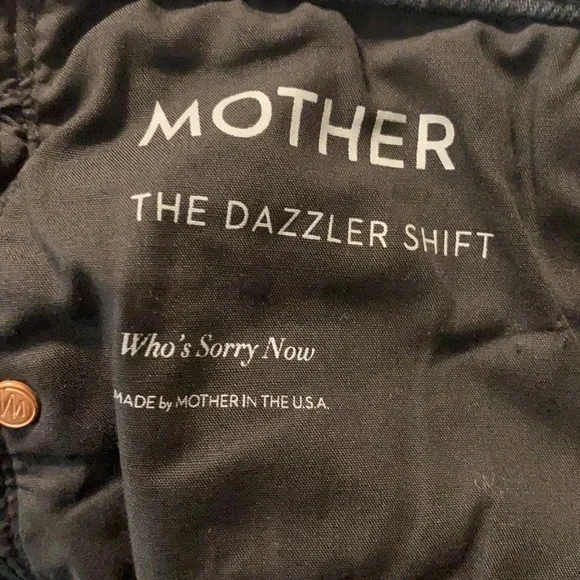 MOTHER
THE DAZZLER SHIFT
Who's Sorry Now
MADE by MOTHER IN THE U.S.A.
M